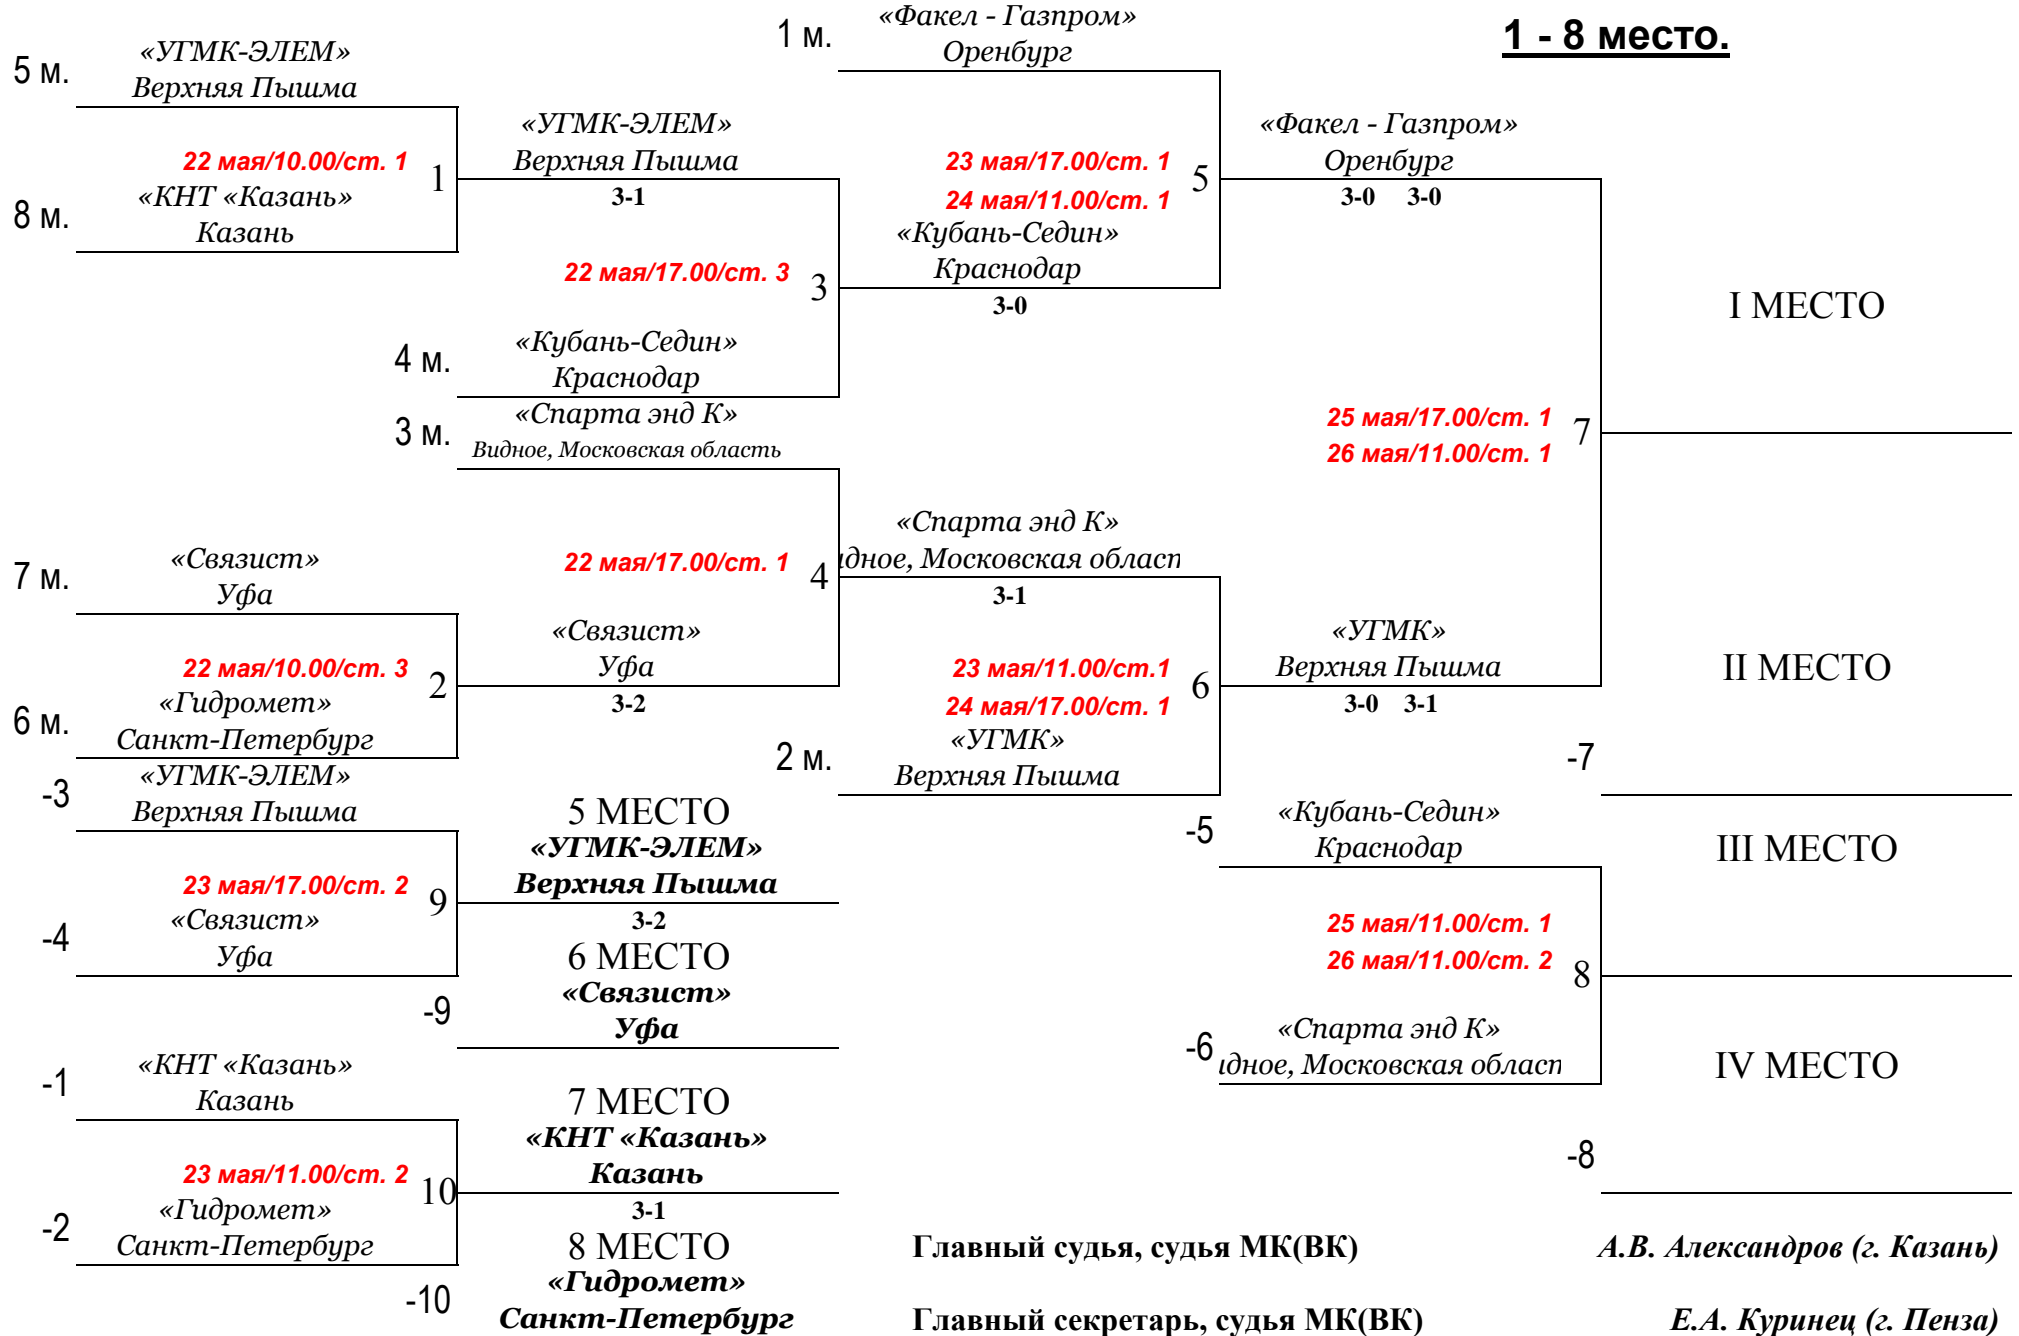 1 - 8 место.
1 м.
«Факел - Газпром»
Оренбург
5 м.
«УГМК-ЭЛЕМ»
Верхняя Пышма
22 мая/10.00/ст. 1
1
8 м.
«КНТ «Казань»
Казань
«УГМК-ЭЛЕМ»
Верхняя Пышма
3-1
22 мая/17.00/ст. 3
3
4 м.
«Кубань-Седин»
Краснодар
23 мая/17.00/ст. 1
24 мая/11.00/ст. 1
5
«Кубань-Седин»
Краснодар
3-0
«Факел - Газпром»
Оренбург
3-0 3-0
I МЕСТО
25 мая/17.00/ст. 1
26 мая/11.00/ст. 1
7
3 м.
«Спарта энд К»
Видное, Московская область
22 мая/17.00/ст. 1
4
7 м.
«Связист»
Уфа
22 мая/10.00/ст. 3
2
6 м.
«Гидромет»
Санкт-Петербург
«Связист»
Уфа
3-2
«Спарта энд К»
идное, Московская област
3-1
23 мая/11.00/ст.1
24 мая/17.00/ст. 1
6
2 м.
«УГМК»
Верхняя Пышма
«УГМК»
Верхняя Пышма
3-0 3-1
II МЕСТО
-7
-3
«УГМК-ЭЛЕМ»
Верхняя Пышма
23 мая/17.00/ст. 2
9
-4
«Связист»
Уфа
5 МЕСТО
«УГМК-ЭЛЕМ»
Верхняя Пышма
3-2
6 МЕСТО
-9
«Связист»
Уфа
-5
«Кубань-Седин»
Краснодар
III МЕСТО
25 мая/11.00/ст. 1
26 мая/11.00/ст. 2
8
-6
«Спарта энд К»
идное, Московская област
IV МЕСТО
-8
-1
«КНТ «Казань»
Казань
23 мая/11.00/ст. 2
10
-2
«Гидромет»
Санкт-Петербург
7 МЕСТО
«КНТ «Казань»
Казань
3-1
8 МЕСТО
-10
«Гидромет»
Санкт-Петербург
Главный судья, судья МК(ВК) А.В. Александров (г. Казань)
Главный секретарь, судья МК(ВК) Е.А. Куринец (г. Пенза)